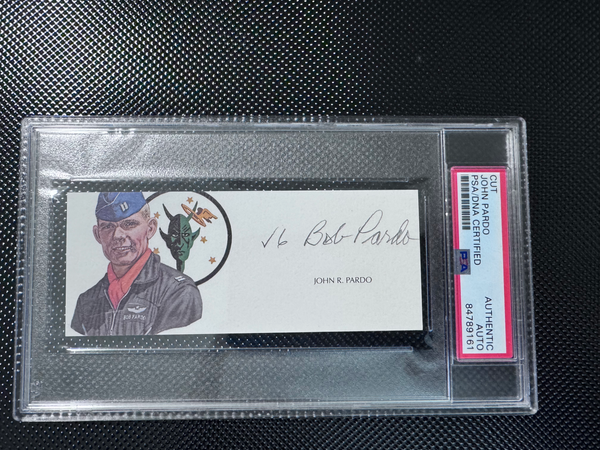 Bob Pardo
JOHN R. PARDO
CUT
JOHN PARDO
PSA/DNA CERTIFIED
PSA
AUTHENTIC
AUTO
84789161